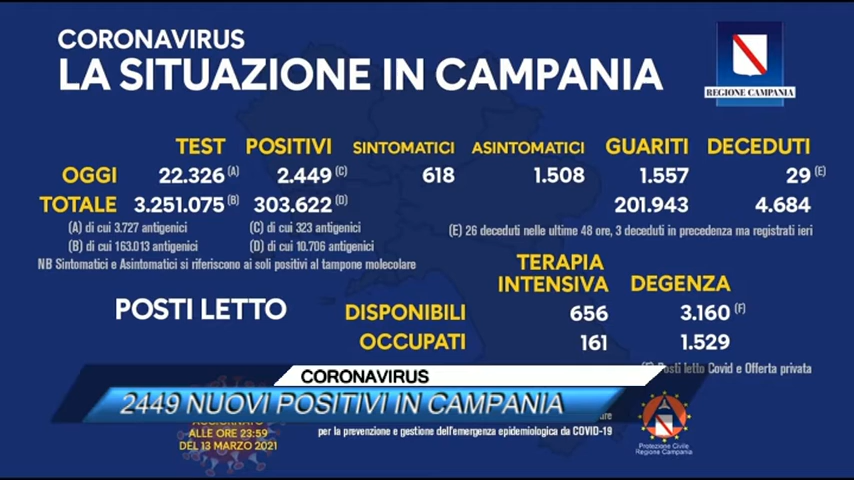 CORONAVIRUS
LA SITUAZIONE IN CAMPANIA
REGIONE CAMPANIA
TEST POSITIVI SINTOMATICI ASINTOMATICI GUARITI DECEDUTI
OGGI 22.326 (A) 2.449 (C) 618 1.508 1.557 29 (E)
TOTALE 3.251.075 (B) 303.622 (D) 201.943 4.684
(A) di cui 3.727 antigenici (C) di cui 323 antigenici (E) 26 deceduti nelle ultime 48 ore, 3 deceduti in precedenza ma registrati ieri
(B) di cui 163.013 antigenici (D) di cui 10.706 antigenici
NB Sintomatici e Asintomatici si riferiscono ai soli positivi al tampone molecolare
TERAPIA
INTENSIVA DEGENZA
POSTI LETTO DISPONIBILI 656 3.160 (F)
OCCUPATI 161 1.529
Posti letto Covid e Offerta privata
CORONAVIRUS
2449 NUOVI POSITIVI IN CAMPANIA
AGGIORNATO
ALLE ORE 23:59
DEL 13 MARZO 2021
per la prevenzione e gestione dell'emergenza epidemiologica da COVID-19
Protezione Civile
Regione Campania